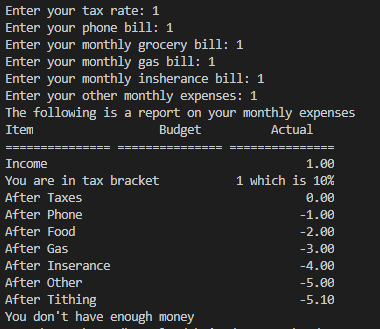 Enter your tax rate: 1
Enter your phone bill: 1
Enter your monthly grocery bill: 1
Enter your monthly gas bill: 1
Enter your monthly insherance bill: 1
Enter your other monthly expenses: 1
The following is a report on your monthly expenses
Item Budget Actual
=============== =============== ===============
Income 1.00
You are in tax bracket 1 which is 10%
After Taxes 0.00
After Phone -1.00
After Food -2.00
After Gas -3.00
After Inserance -4.00
After Other -5.00
After Tithing -5.10
You don't have enough money